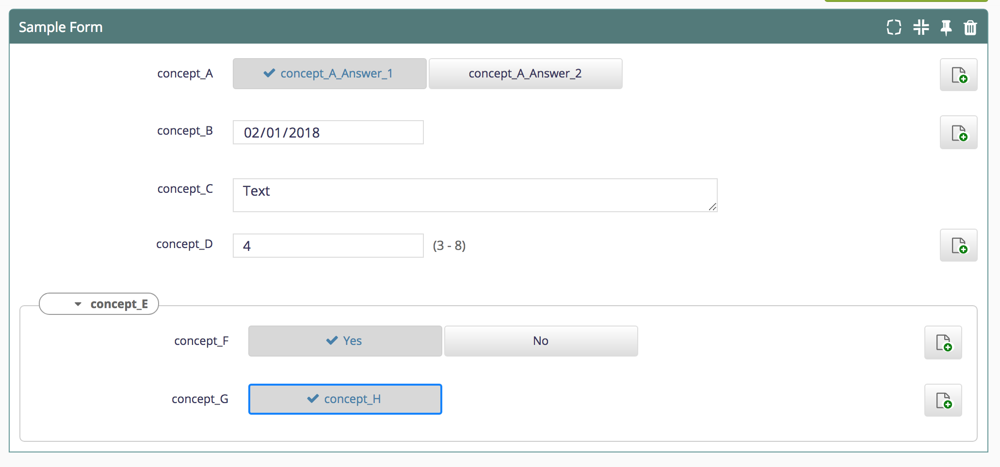 Sample Form
concept_A concept_A_Answer_1 concept_A_Answer_2
concept_B 02/01/2018
concept_C Text
concept_D 4 (3 - 8)
concept_E
concept_F Yes No
concept_G concept_H